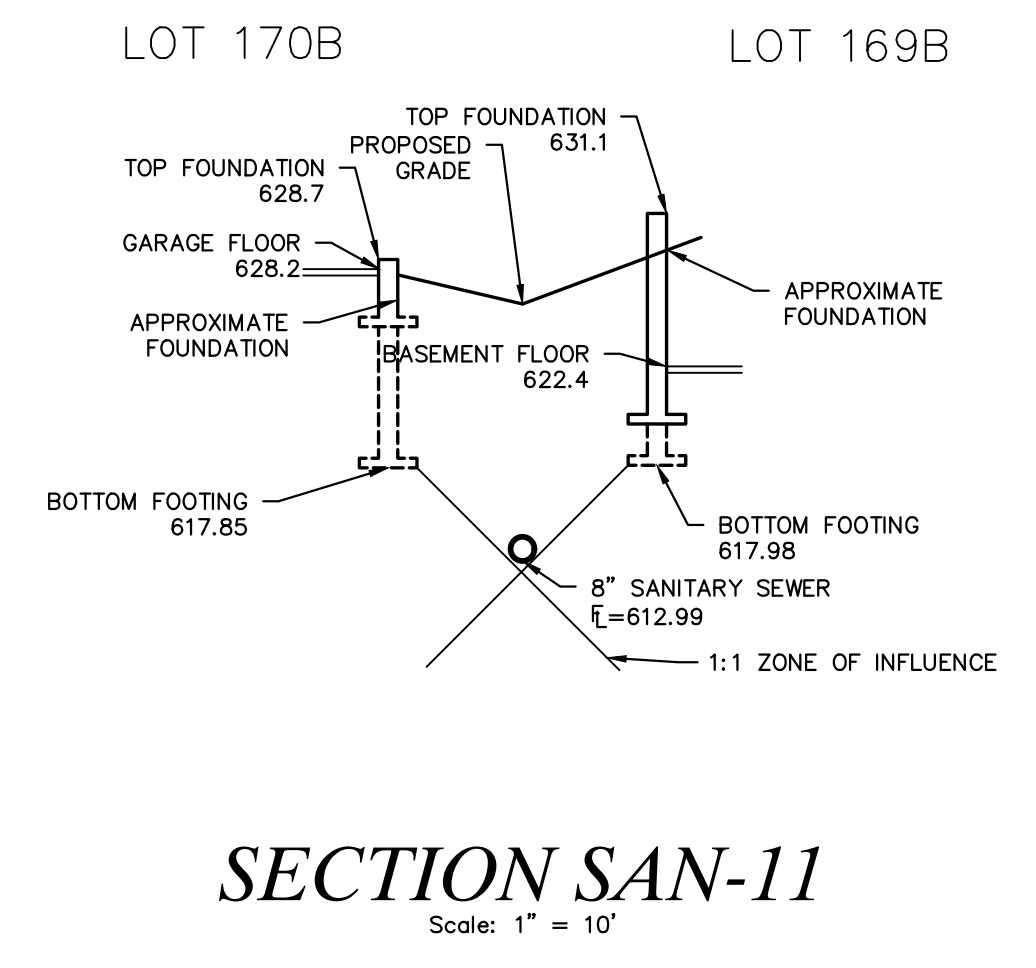 LOT 170B
LOT 169B
TOP FOUNDATION
631.1
PROPOSED
GRADE
TOP FOUNDATION
628.7
GARAGE FLOOR
628.2
APPROXIMATE
FOUNDATION
APPROXIMATE
FOUNDATION
BASEMENT FLOOR
622.4
BOTTOM FOOTING
617.85
BOTTOM FOOTING
617.98
8" SANITARY SEWER
FL=612.99
1:1 ZONE OF INFLUENCE
SECTION SAN-11
Scale: 1" = 10'